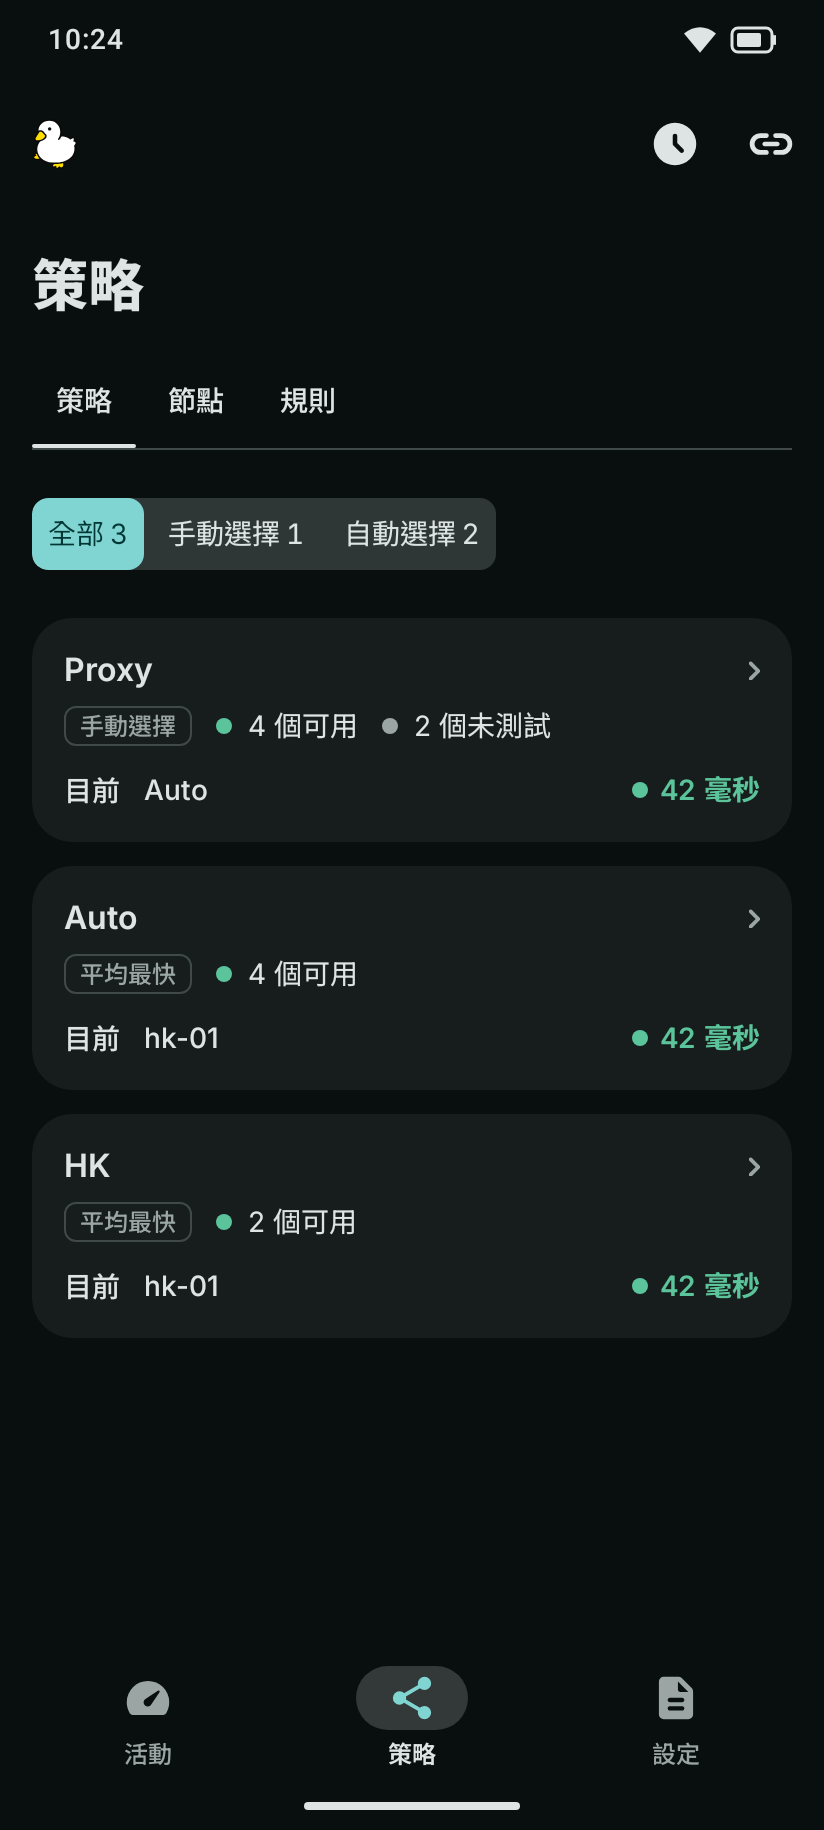 10:24
策略
策略 節點 規則
全部 3 手動選擇 1 自動選擇 2
Proxy
手動選擇 4 個可用 2 個未測試
目前 Auto 42 毫秒
Auto
平均最快 4 個可用
目前 hk-01 42 毫秒
HK
平均最快 2 個可用
目前 hk-01 42 毫秒
活動 策略 設定